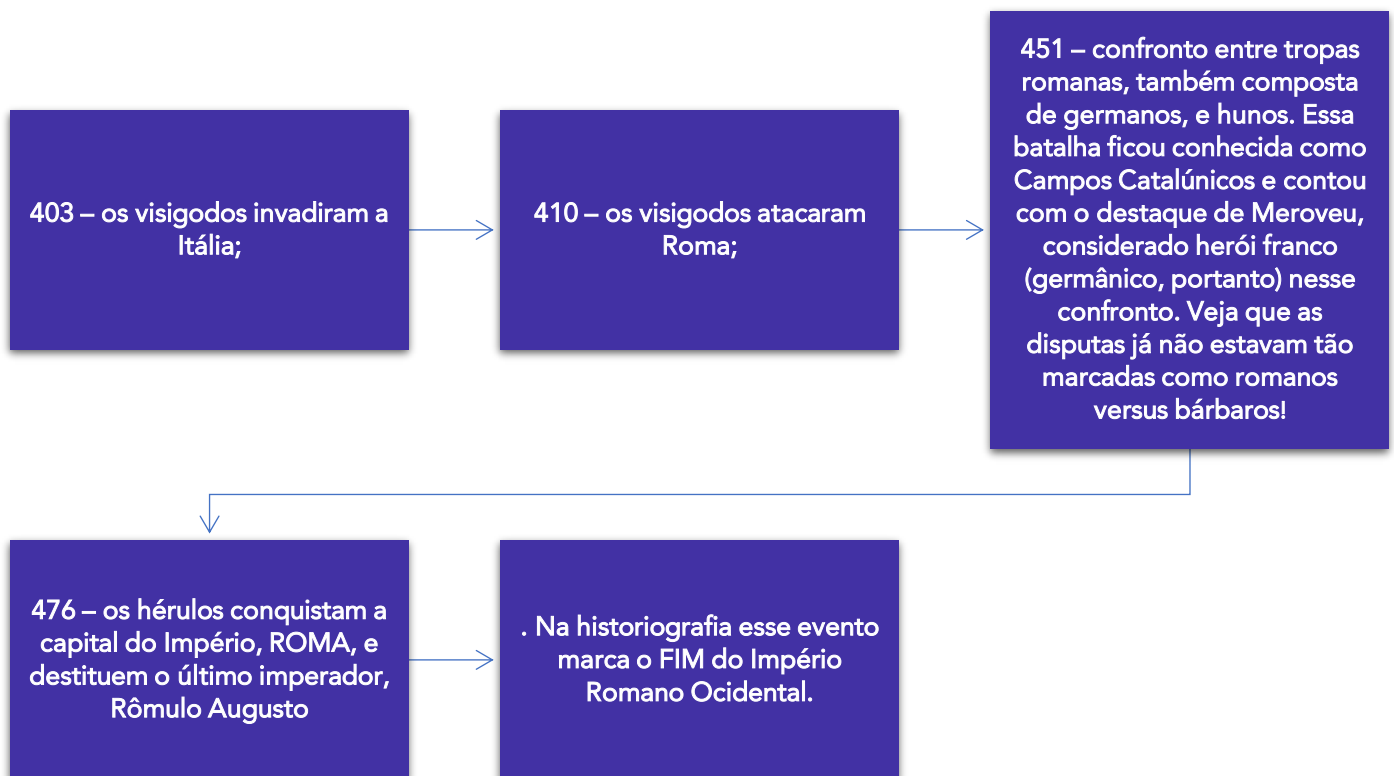 403 – os visigodos invadiram a
Itália;
410 – os visigodos atacaram
Roma;
451 – confronto entre tropas
romanas, também composta
de germanos, e hunos. Essa
batalha ficou conhecida como
Campos Catalúnicos e contou
com o destaque de Meroveu,
considerado herói franco
(germânico, portanto) nesse
confronto. Veja que as
disputas já não estavam tão
marcadas como romanos
versus bárbaros!
476 – os hérulos conquistam a
capital do Império, ROMA, e
destituem o último imperador,
Rômulo Augusto
. Na historiografia esse evento
marca o FIM do Império
Romano Ocidental.